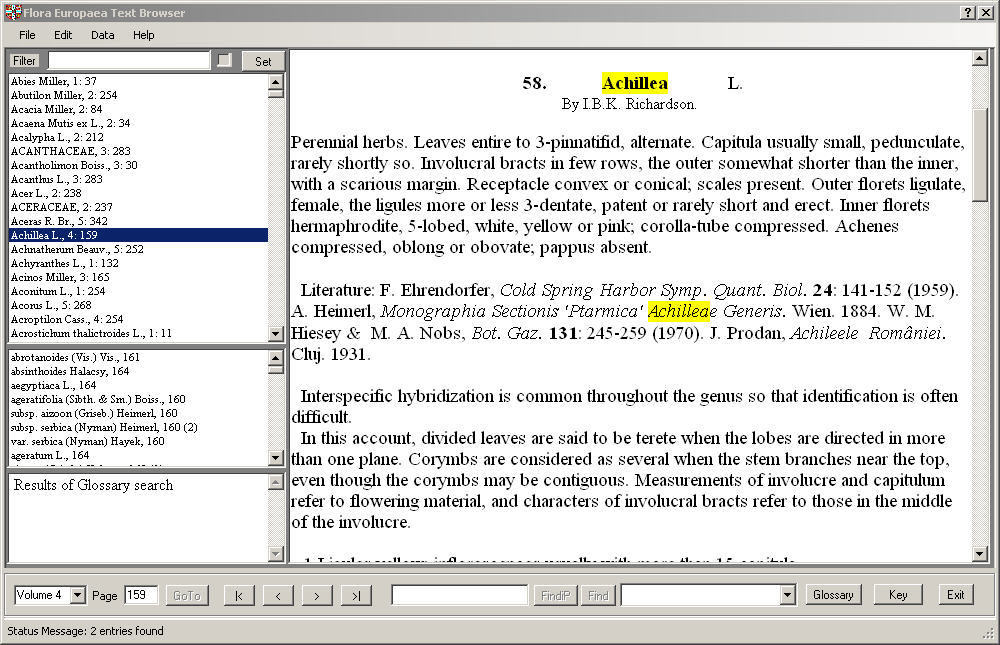 Flora Europaea Text Browser
File Edit Data Help
Filter Set
Abies Miller, 1: 37
Abutilon Miller, 2: 254
Acacia Miller, 2: 84
Acaena Mutis ex L., 2: 34
Acalypha L., 2: 212
ACANTHACEAE, 3: 283
Acantholimon Boiss., 3: 30
Acanthus L., 3: 283
Acer L., 2: 238
ACERACEAE, 2: 237
Aceras R. Br., 5: 342
Achillea L., 4: 159
Achnatherum Beauv., 5: 252
Achyranthes L., 1: 132
Acinos Miller, 3: 165
Aconitum L., 1: 254
Acorus L., 5: 268
Acroptilon Cass., 4: 254
Acrostichum thalictroides L., 1: 11
abrotanoides (Vis.) Vis., 161
absinthoides Halacsy, 164
aegyptiaca L., 164
ageratifolia (Sibth. & Sm.) Boiss., 160
subsp. aizoon (Griseb.) Heimerl, 160
subsp. serbica (Nyman) Heimerl, 160 (2)
var. serbica (Nyman) Hayek, 160
ageratum L., 164
Results of Glossary search
58. Achillea L.
By I.B.K. Richardson.
Perennial herbs. Leaves entire to 3-pinnatifid, alternate. Capitula usually small, pedunculate,
rarely shortly so. Involucral bracts in few rows, the outer somewhat shorter than the inner,
with a scarious margin. Receptacle convex or conical; scales present. Outer florets ligulate,
female, the ligules more or less 3-dentate, patent or rarely short and erect. Inner florets
hermaphrodite, 5-lobed, white, yellow or pink; corolla-tube compressed. Achenes
compressed, oblong or obovate; pappus absent.
Literature: F. Ehrendorfer, Cold Spring Harbor Symp. Quant. Biol. 24: 141-152 (1959).
A. Heimerl, Monographia Sectionis 'Ptarmica' Achilleae Generis. Wien. 1884. W. M.
Hiesey & M. A. Nobs, Bot. Gaz. 131: 245-259 (1970). J. Prodan, Achileele României.
Cluj. 1931.
Interspecific hybridization is common throughout the genus so that identification is often
difficult.
In this account, divided leaves are said to be terete when the lobes are directed in more
than one plane. Corymbs are considered as several when the stem branches near the top,
even though the corymbs may be contiguous. Measurements of involucre and capitulum
refer to flowering material, and characters of involucral bracts refer to those in the middle
of the involucre.
Volume 4 Page 159 GoTo |< < > >| FindP Find Glossary Key Exit
Status Message: 2 entries found